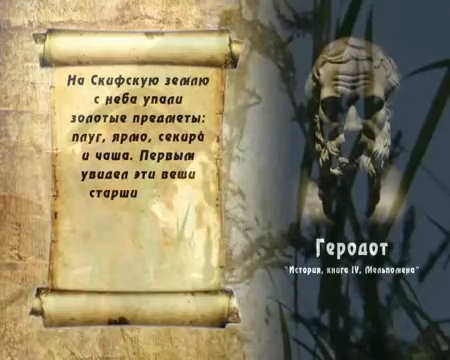 На Скифскую землю
с неба упали
золотые предметы:
плуг, ярмо, секира
и чаша. Первым
увидел эти вещи
старши
Геродот
"История, книга IV, Мельпомена"